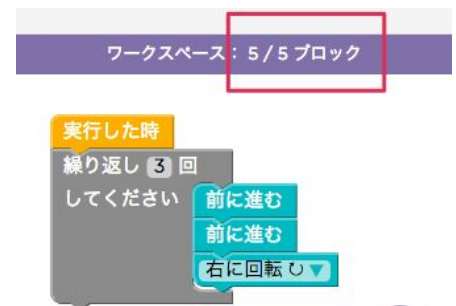 ワークスペース： 5 / 5 ブロック
実行した時
繰り返し 3 回
してください
前に進む
前に進む
右に回転 ↻ ▼